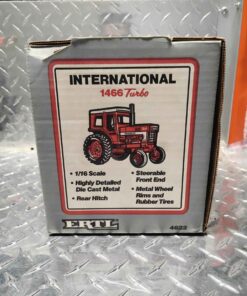 INTERNATIONAL
1466 Turbo
• 1/16 Scale
• Highly Detailed
Die Cast Metal
• Rear Hitch
• Steerable
Front End
• Metal Wheel
Rims and
Rubber Tires
ERTL
4622